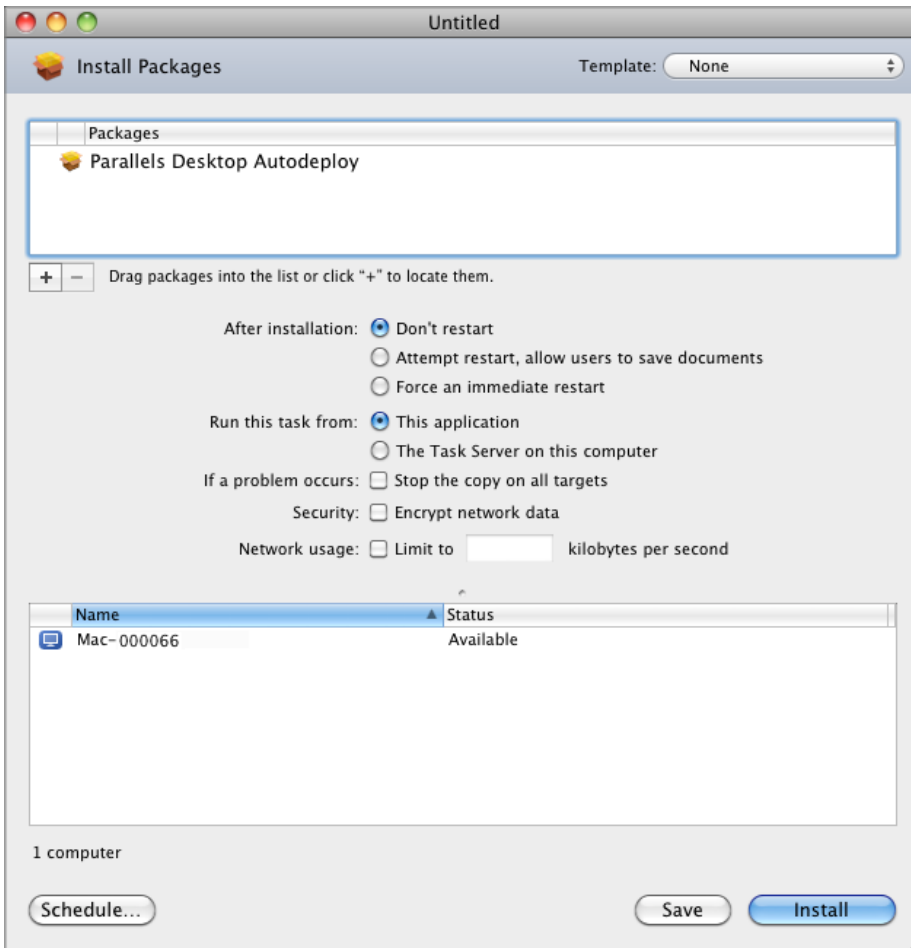 Untitled
Install Packages Template: None
Packages
Parallels Desktop Autodeploy
+ − Drag packages into the list or click “+” to locate them.
After installation: Don't restart
Attempt restart, allow users to save documents
Force an immediate restart
Run this task from: This application
The Task Server on this computer
If a problem occurs: Stop the copy on all targets
Security: Encrypt network data
Network usage: Limit to kilobytes per second
Name Status
Mac-000066 Available
1 computer
Schedule... Save Install